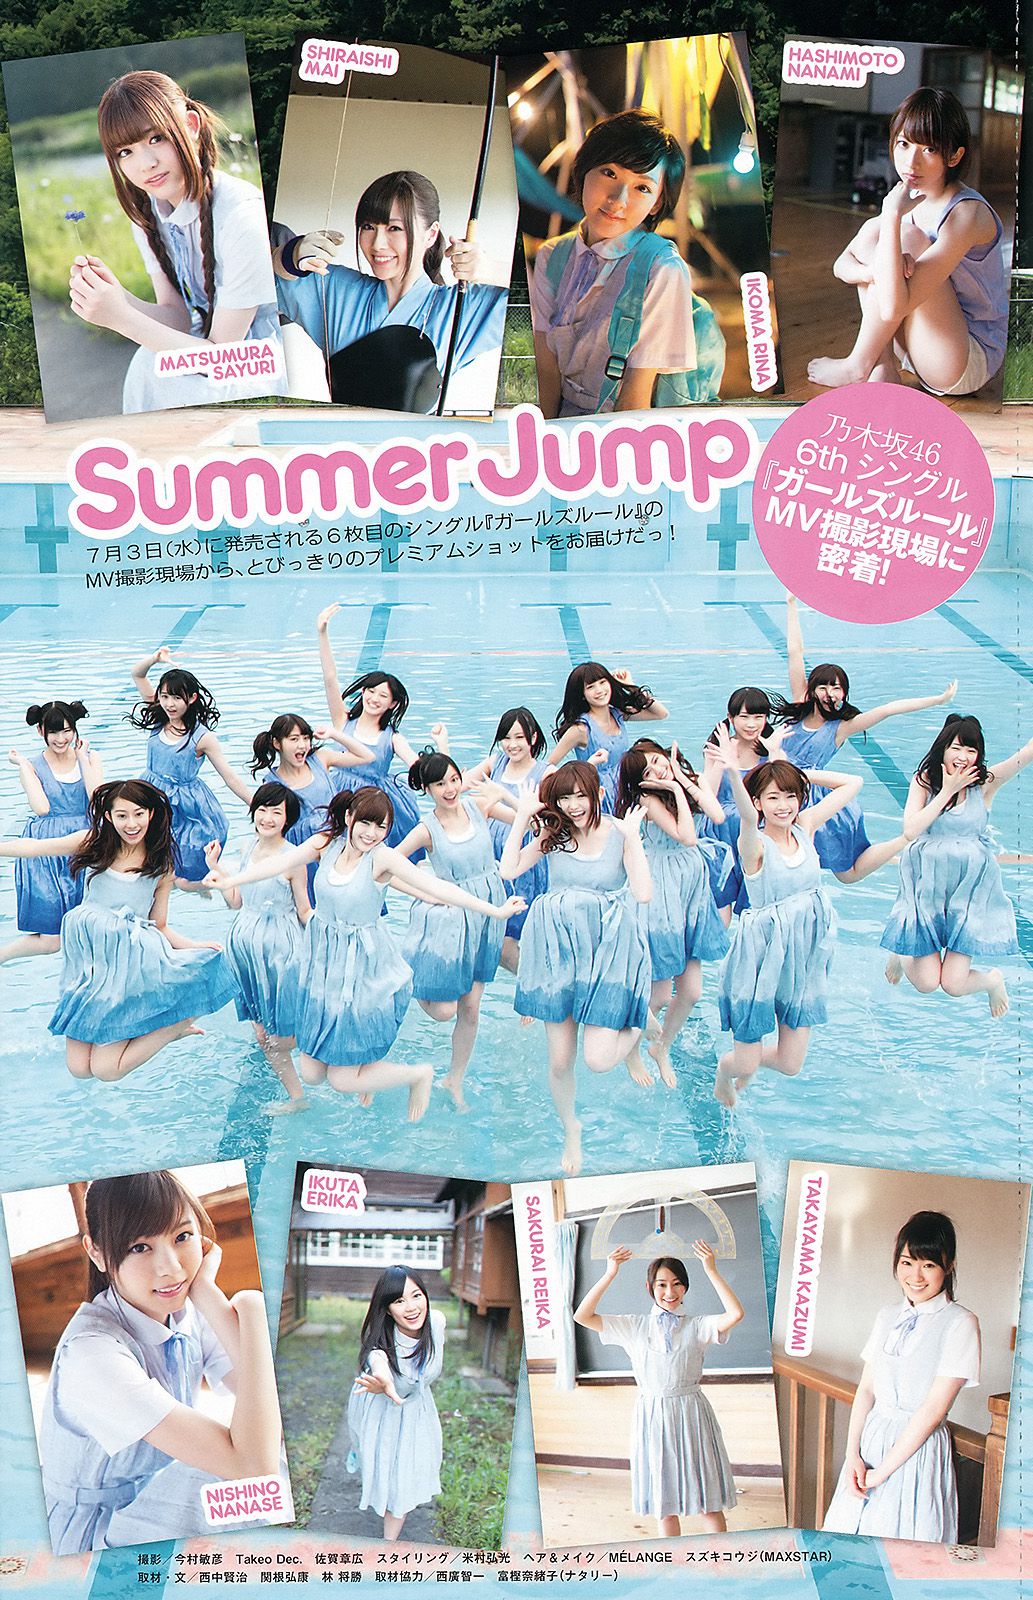 MATSUMURA
SAYURI
SHIRAISHI
MAI
IKOMA RINA
HASHIMOTO
NANAMI
Summer Jump
7月3日(水)に発売される6枚目のシングル『ガールズルール』の
MV撮影現場から、とびっきりのプレミアムショットをお届けだっ!
乃木坂46
6th シングル
『ガールズルール』
MV撮影現場に
密着!
NISHINO
NANASE
IKUTA
ERIKA
SAKURAI REIKA
TAKAYAMA KAZUMI
撮影/今村敏彦 Takeo Dec. 佐賀章広 スタイリング/米村弘光 ヘア&メイク/MÉLANGE スズキコウジ(MAXSTAR)
取材・文/西中賢治 関根弘康 林 将勝 取材協力/西廣智一 富樫奈緒子(ナタリー)